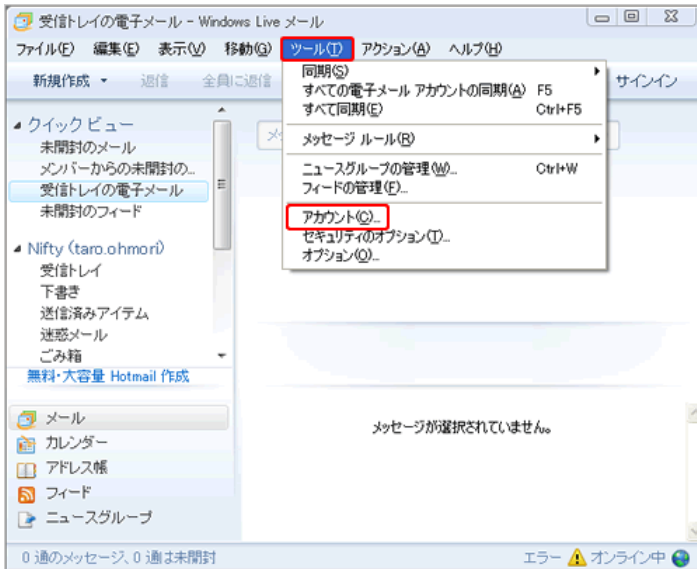 受信トレイの電子メール - Windows Live メール
ファイル(F) 編集(E) 表示(V) 移動(G) ツール(T) アクション(A) ヘルプ(H)
新規作成 返信 全員に返信 サインイン
同期(S)
すべての電子メール アカウントの同期(A) F5
すべて同期(E) Ctrl+F5
メッセージ ルール(R)
ニュースグループの管理(W)... Ctrl+W
フィードの管理(F)...
アカウント(C)...
セキュリティのオプション(T)...
オプション(O)...
クイック ビュー
未開封のメール
メンバーからの未開封の...
受信トレイの電子メール
未開封のフィード
Nifty (taro.ohmori)
受信トレイ
下書き
送信済みアイテム
迷惑メール
ごみ箱
無料・大容量 Hotmail 作成
メール
カレンダー
アドレス帳
フィード
ニュースグループ
メッセージが選択されていません。
0 通のメッセージ、0 通は未開封
エラー オンライン中